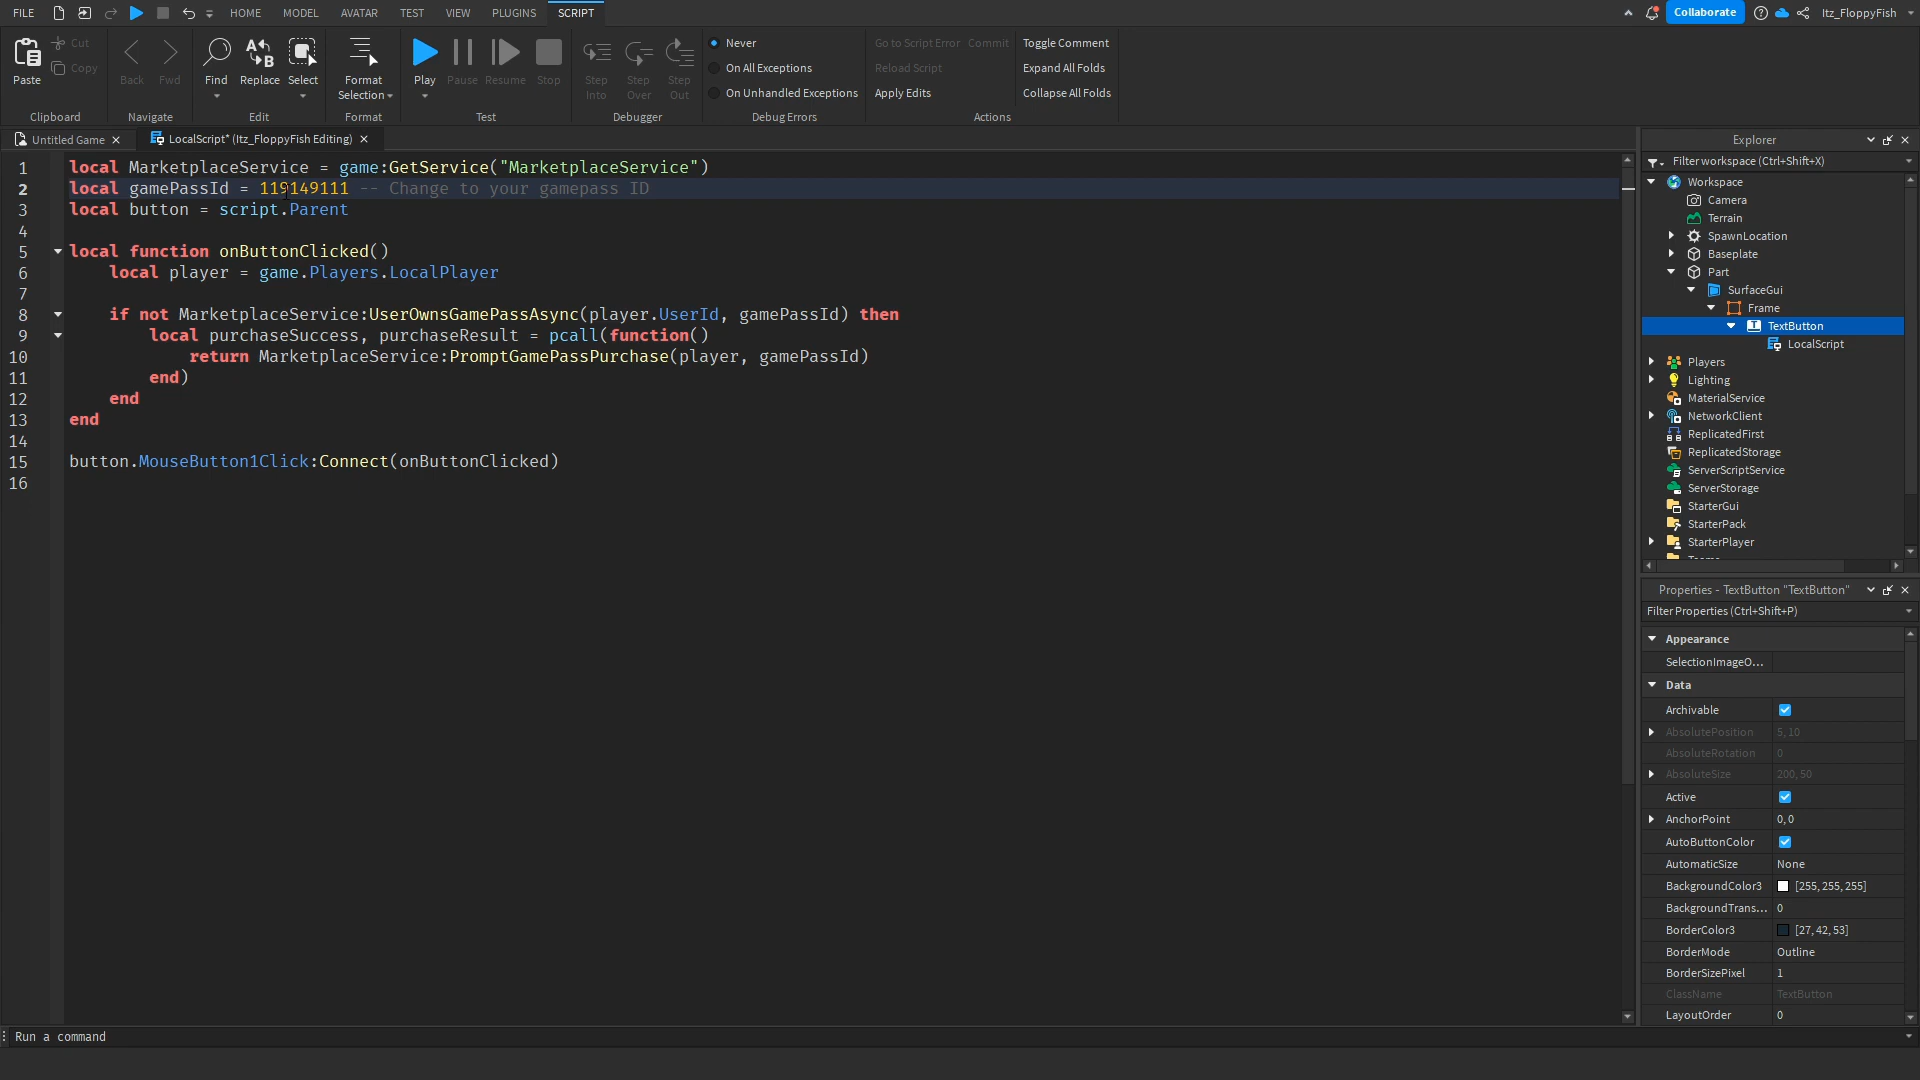 FILE HOME MODEL AVATAR TEST VIEW PLUGINS SCRIPT Collaborate Itz_FloppyFish
Paste Cut Copy
Clipboard
Back Fwd
Navigate
Find Replace Select
Edit
Format Selection
Format
Play Pause Resume Stop
Test
Step Into Step Over Step Out
Debugger
Never
On All Exceptions
On Unhandled Exceptions
Debug Errors
Go to Script Error Commit Toggle Comment
Reload Script Expand All Folds
Apply Edits Collapse All Folds
Actions
Untitled Game LocalScript* (Itz_FloppyFish Editing)
1 local MarketplaceService = game:GetService("MarketplaceService")
2 local gamePassId = 119149111 -- Change to your gamepass ID
3 local button = script.Parent
4
5 local function onButtonClicked()
6 local player = game.Players.LocalPlayer
7
8 if not MarketplaceService:UserOwnsGamePassAsync(player.UserId, gamePassId) then
9 local purchaseSuccess, purchaseResult = pcall(function()
10 return MarketplaceService:PromptGamePassPurchase(player, gamePassId)
11 end)
12 end
13 end
14
15 button.MouseButton1Click:Connect(onButtonClicked)
16
Explorer
Filter workspace (Ctrl+Shift+X)
Workspace
Camera
Terrain
SpawnLocation
Baseplate
Part
SurfaceGui
Frame
TextButton
LocalScript
Players
Lighting
MaterialService
NetworkClient
ReplicatedFirst
ReplicatedStorage
ServerScriptService
ServerStorage
StarterGui
StarterPack
StarterPlayer
Properties - TextButton "TextButton"
Filter Properties (Ctrl+Shift+P)
Appearance
SelectionImageO...
Data
Archivable
AbsolutePosition 5, 10
AbsoluteRotation 0
AbsoluteSize 200, 50
Active
AnchorPoint 0, 0
AutoButtonColor
AutomaticSize None
BackgroundColor3 [255, 255, 255]
BackgroundTrans... 0
BorderColor3 [27, 42, 53]
BorderMode Outline
BorderSizePixel 1
ClassName TextButton
LayoutOrder 0
Run a command